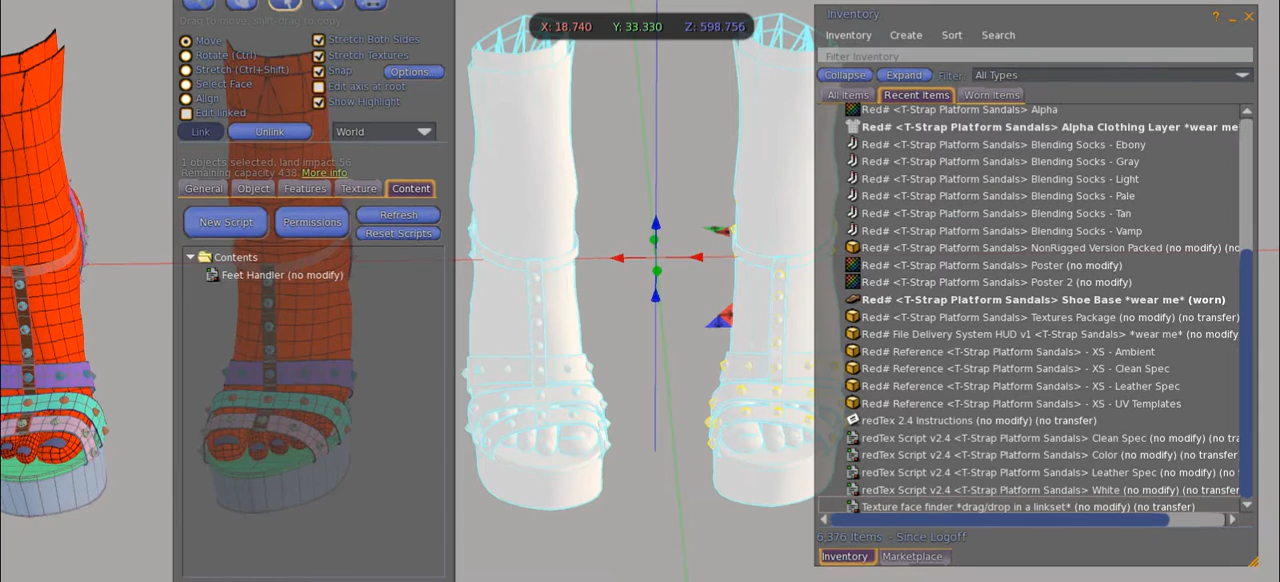 Drag to move, shift-drag to copy
Move
Rotate (Ctrl)
Stretch (Ctrl+Shift)
Select Face
Align
Edit linked
Stretch Both Sides
Stretch Textures
Snap
Options...
Edit axis at root
Show Highlight
Link
Unlink
World
1 objects selected, land impact 56
Remaining capacity 438. More info
General
Object
Features
Texture
Content
New Script
Permissions
Refresh
Reset Scripts
Contents
Feet Handler (no modify)
X: 18.740 Y: 33.330 Z: 598.756
Inventory
? _ ×
Inventory Create Sort Search
Filter Inventory
Collapse Expand Filter: All Types
All Items Recent Items Worn Items
Red# <T-Strap Platform Sandals> Alpha
Red# <T-Strap Platform Sandals> Alpha Clothing Layer *wear me
Red# <T-Strap Platform Sandals> Blending Socks - Ebony
Red# <T-Strap Platform Sandals> Blending Socks - Gray
Red# <T-Strap Platform Sandals> Blending Socks - Light
Red# <T-Strap Platform Sandals> Blending Socks - Pale
Red# <T-Strap Platform Sandals> Blending Socks - Tan
Red# <T-Strap Platform Sandals> Blending Socks - Vamp
Red# <T-Strap Platform Sandals> NonRigged Version Packed (no modify) (no
Red# <T-Strap Platform Sandals> Poster (no modify)
Red# <T-Strap Platform Sandals> Poster 2 (no modify)
Red# <T-Strap Platform Sandals> Shoe Base *wear me* (worn)
Red# <T-Strap Platform Sandals> Textures Package (no modify) (no transfer)
Red# File Delivery System HUD v1 <T-Strap Sandals> *wear me* (no modify)
Red# Reference <T-Strap Platform Sandals> - XS - Ambient
Red# Reference <T-Strap Platform Sandals> - XS - Clean Spec
Red# Reference <T-Strap Platform Sandals> - XS - Leather Spec
Red# Reference <T-Strap Platform Sandals> - XS - UV Templates
redTex 2.4 Instructions (no modify) (no transfer)
redTex Script v2.4 <T-Strap Platform Sandals> Clean Spec (no modify) (no tra
redTex Script v2.4 <T-Strap Platform Sandals> Color (no modify) (no transfer)
redTex Script v2.4 <T-Strap Platform Sandals> Leather Spec (no modify) (no
redTex Script v2.4 <T-Strap Platform Sandals> White (no modify) (no transfer)
Texture face finder *drag/drop in a linkset* (no modify) (no transfer)
6,376 Items - Since Logoff
Inventory Marketplace